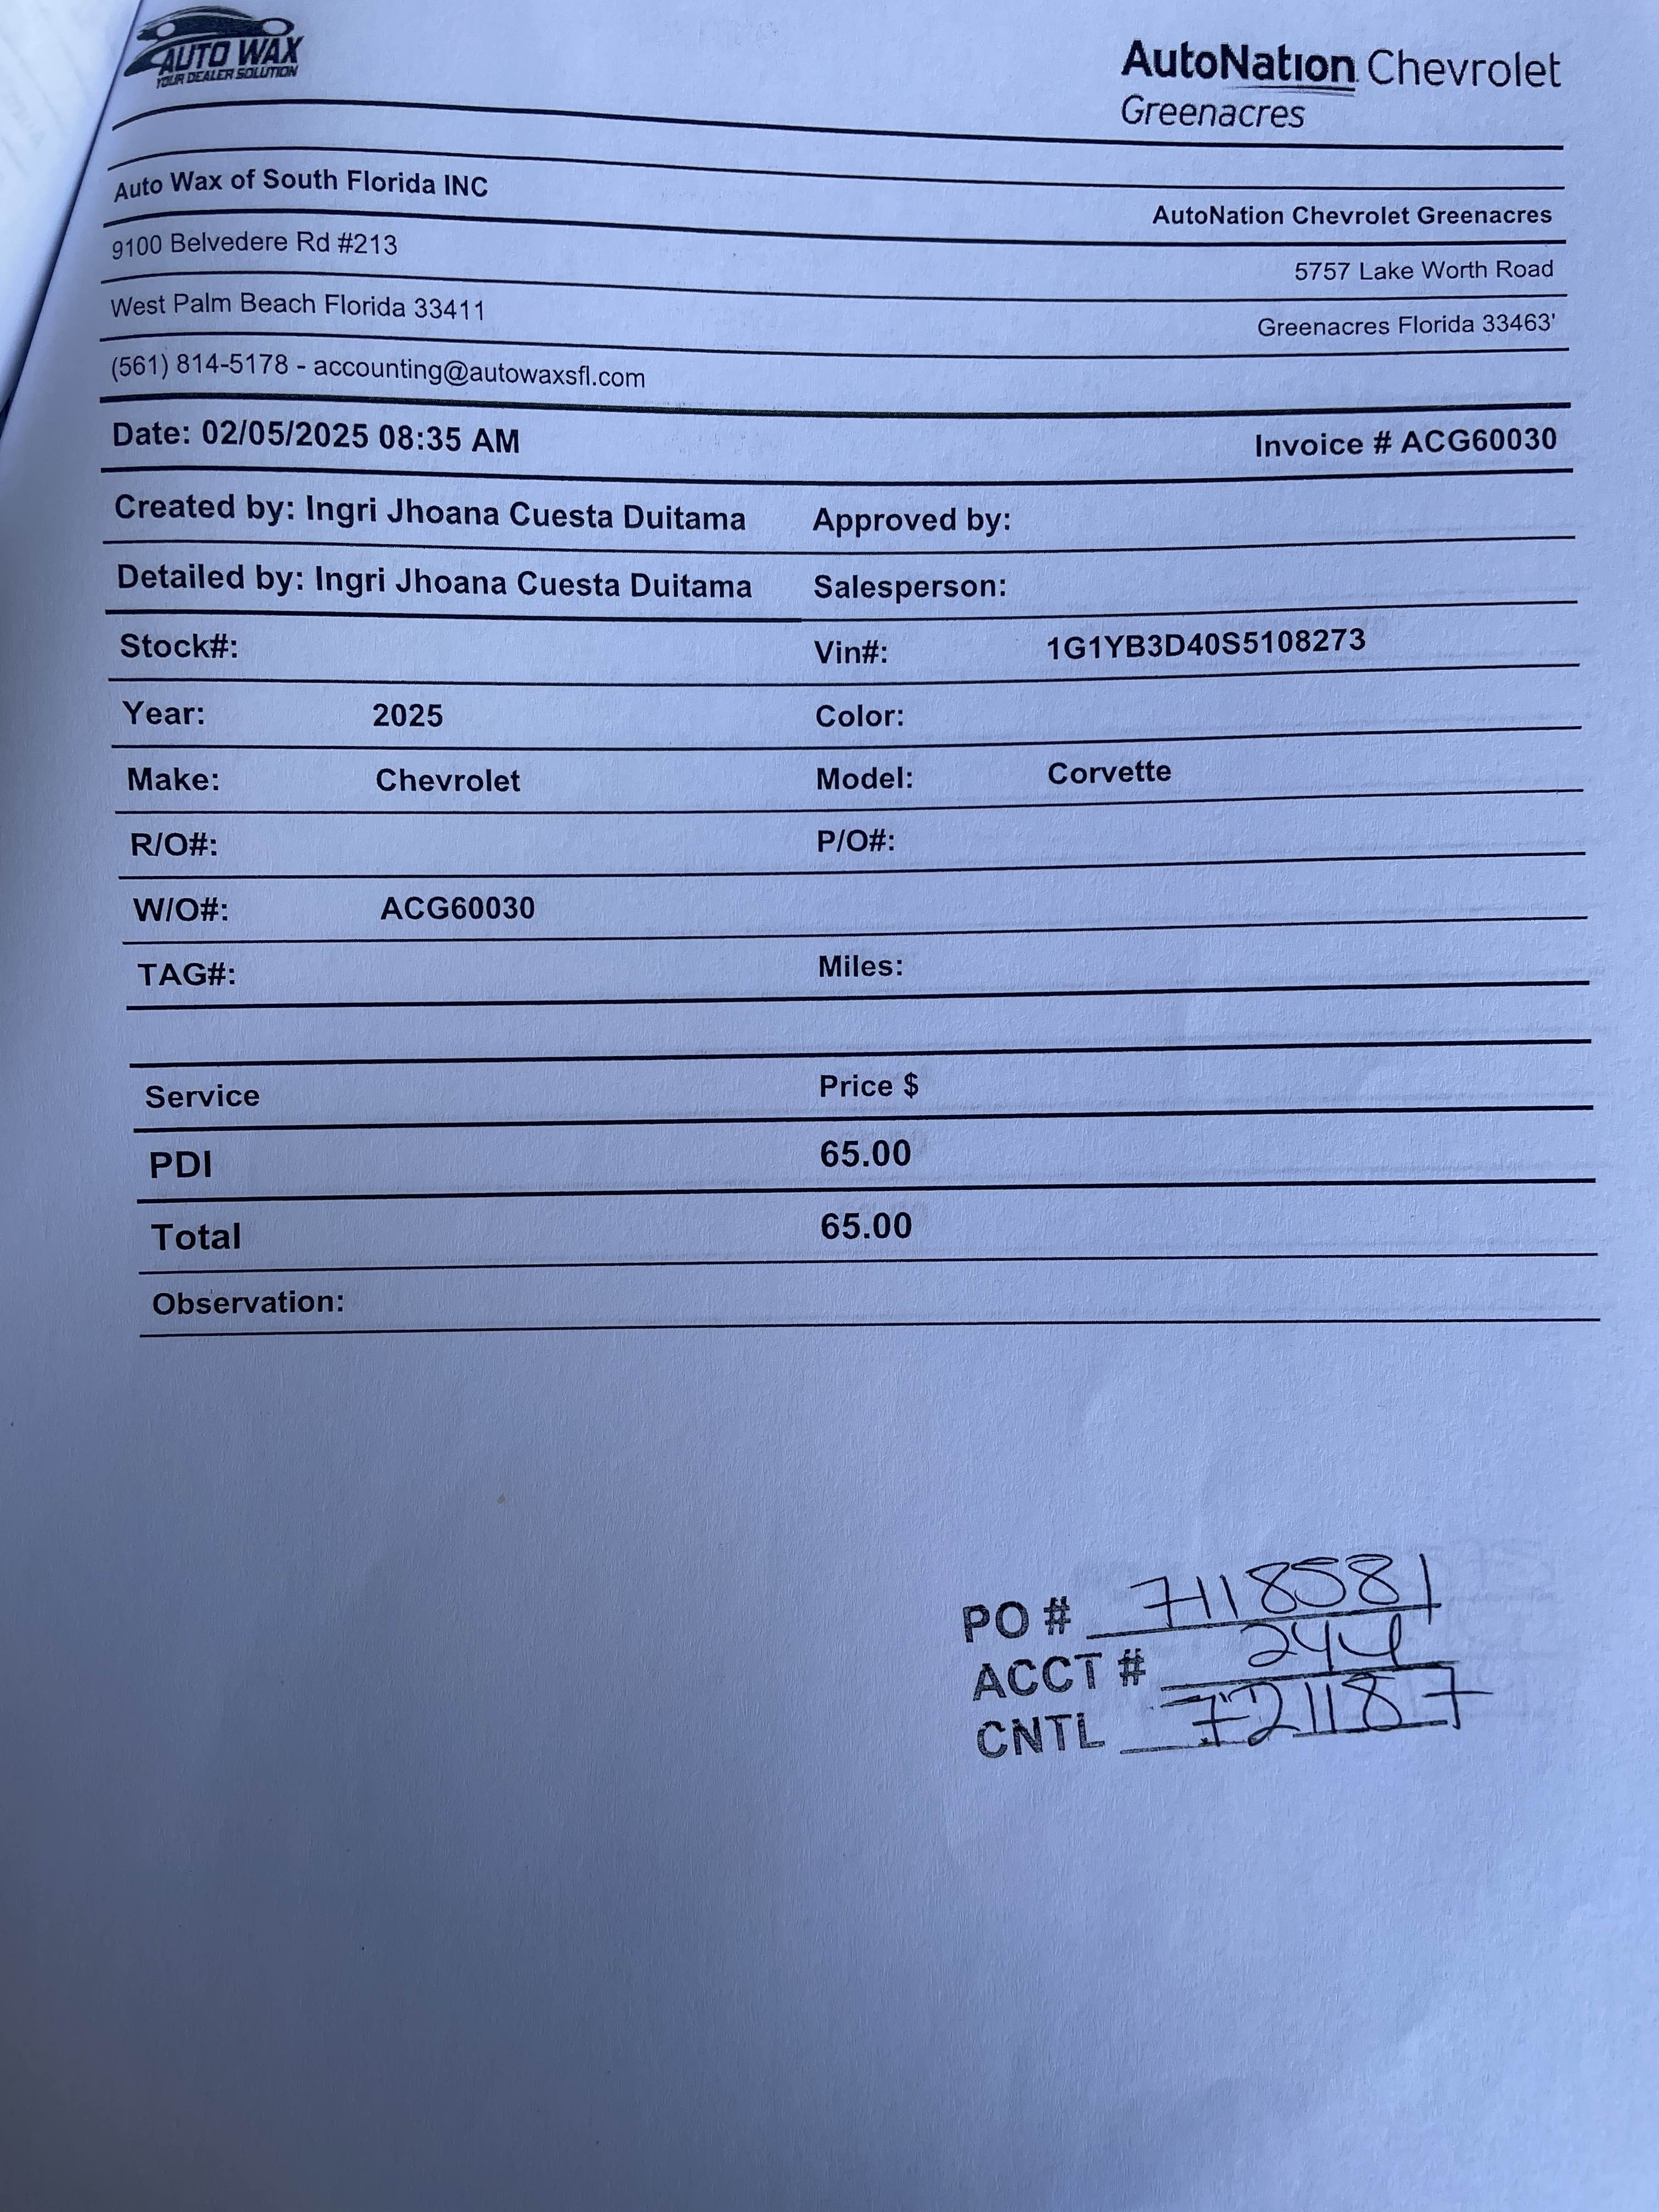 AUTO WAX
YOUR DEALER SOLUTION
AutoNation Chevrolet
Greenacres
Auto Wax of South Florida INC
AutoNation Chevrolet Greenacres
9100 Belvedere Rd #213
5757 Lake Worth Road
West Palm Beach Florida 33411
Greenacres Florida 33463'
(561) 814-5178 - accounting@autowaxsfl.com
Date: 02/05/2025 08:35 AM Invoice # ACG60030
Created by: Ingri Jhoana Cuesta Duitama Approved by:
Detailed by: Ingri Jhoana Cuesta Duitama Salesperson:
Stock#: Vin#: 1G1YB3D40S5108273
Year: 2025 Color:
Make: Chevrolet Model: Corvette
R/O#: P/O#:
W/O#: ACG60030
TAG#: Miles:
Service Price $
PDI 65.00
Total 65.00
Observation:
PO # 7118581
ACCT # 244
CNTL 721187